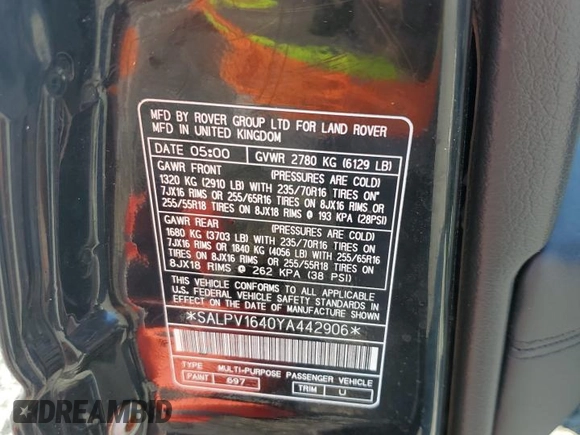 MFD BY ROVER GROUP LTD FOR LAND ROVER
MFD IN UNITED KINGDOM
DATE 05:00 GVWR 2780 KG (6129 LB)
GAWR FRONT (PRESSURES ARE COLD)
1320 KG (2910 LB) WITH 235/70R16 TIRES ON"
7JX16 RIMS OR 255/65R16 TIRES ON 8JX16 RIMS OR
255/55R18 TIRES ON 8JX18 RIMS @ 193 KPA (28PSI)
GAWR REAR (PRESSURES ARE COLD)
1680 KG (3703 LB) WITH 235/70R16 TIRES ON
7JX16 RIMS OR 1840 KG (4056 LB) WITH 255/65R16
TIRES ON 8JX16 RIMS OR 255/55R18 TIRES ON
8JX18 RIMS @ 262 KPA (38 PSI)
THIS VEHICLE CONFORMS TO ALL APPLICABLE
FEDERAL MOTOR VEHICLE SAFETY STANDARDS IN
EFFECT ON THE DATE OF MANUFACTURE SHOWN ABOVE
*SALPV1640YA442906*
TYPE MULTI-PURPOSE PASSENGER VEHICLE
PAINT 697 TRIM U
DREAMBID